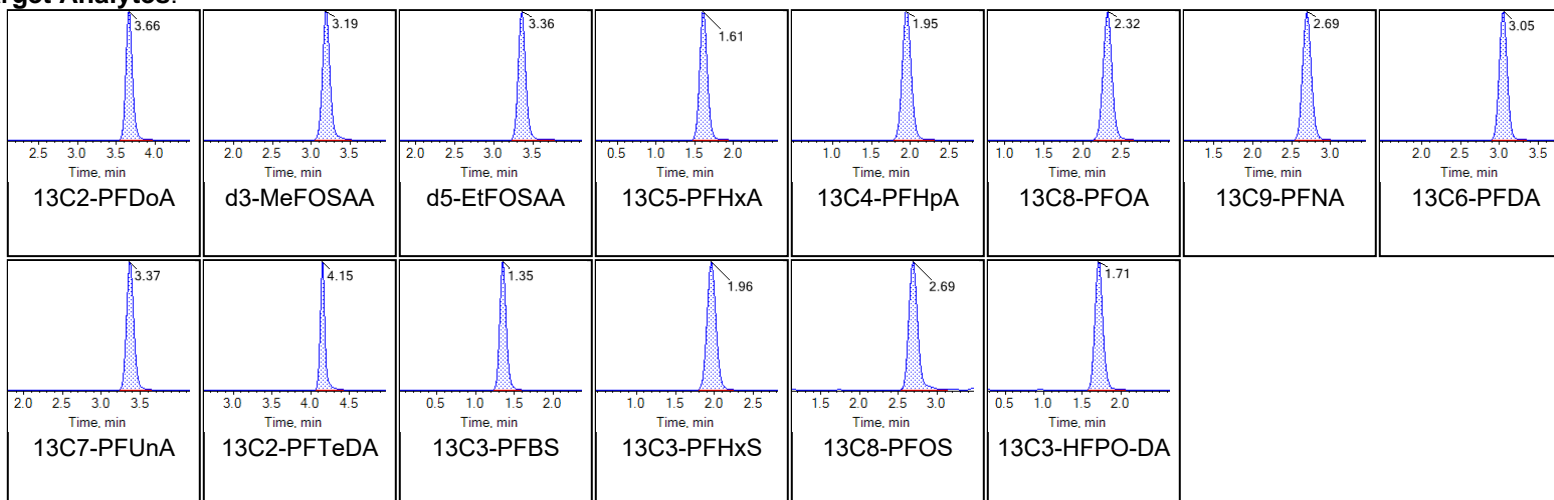 rget Analytes:
3.66 3.19 3.36 1.61 1.95 2.32 2.69 3.05
2.5 3.0 3.5 4.0 2.0 2.5 3.0 3.5 2.0 2.5 3.0 3.5 0.5 1.0 1.5 2.0 1.0 1.5 2.0 2.5 1.0 1.5 2.0 2.5 1.5 2.0 2.5 3.0 2.0 2.5 3.0 3.5
Time, min Time, min Time, min Time, min Time, min Time, min Time, min Time, min
13C2-PFDoA d3-MeFOSAA d5-EtFOSAA 13C5-PFHxA 13C4-PFHpA 13C8-PFOA 13C9-PFNA 13C6-PFDA
3.37 4.15 1.35 1.96 2.69 1.71
2.0 2.5 3.0 3.5 3.0 3.5 4.0 4.5 0.5 1.0 1.5 2.0 1.0 1.5 2.0 2.5 1.5 2.0 2.5 3.0 0.5 1.0 1.5 2.0
Time, min Time, min Time, min Time, min Time, min Time, min
13C7-PFUnA 13C2-PFTeDA 13C3-PFBS 13C3-PFHxS 13C8-PFOS 13C3-HFPO-DA